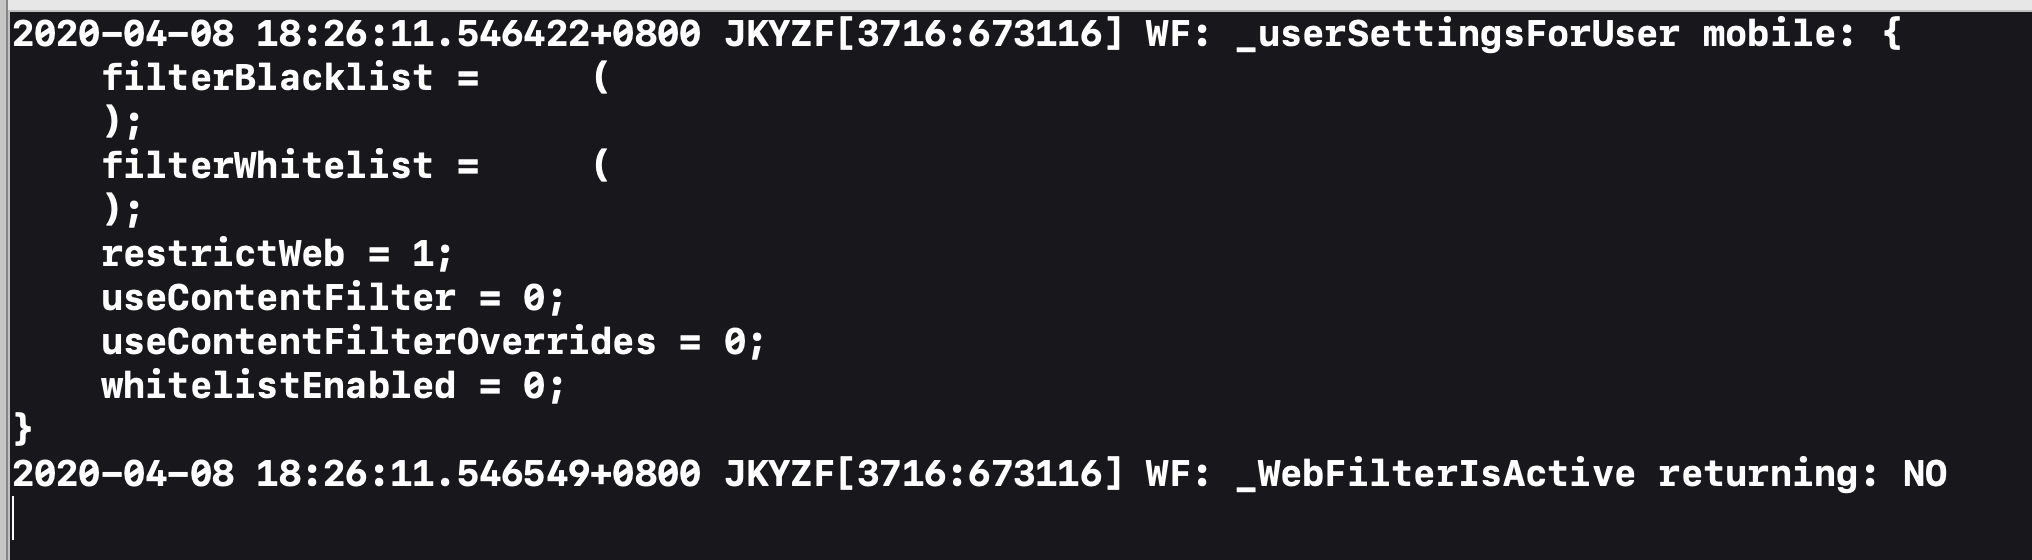 2020-04-08 18:26:11.546422+0800 JKYZF[3716:673116] WF: _userSettingsForUser mobile: {
    filterBlacklist =     (
    );
    filterWhitelist =     (
    );
    restrictWeb = 1;
    useContentFilter = 0;
    useContentFilterOverrides = 0;
    whitelistEnabled = 0;
}
2020-04-08 18:26:11.546549+0800 JKYZF[3716:673116] WF: _WebFilterIsActive returning: NO